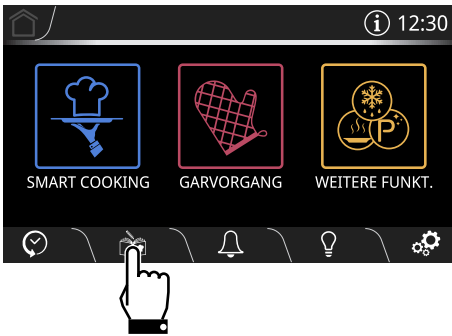 12:30
SMART COOKING
GARVORGANG
WEITERE FUNKT.
P